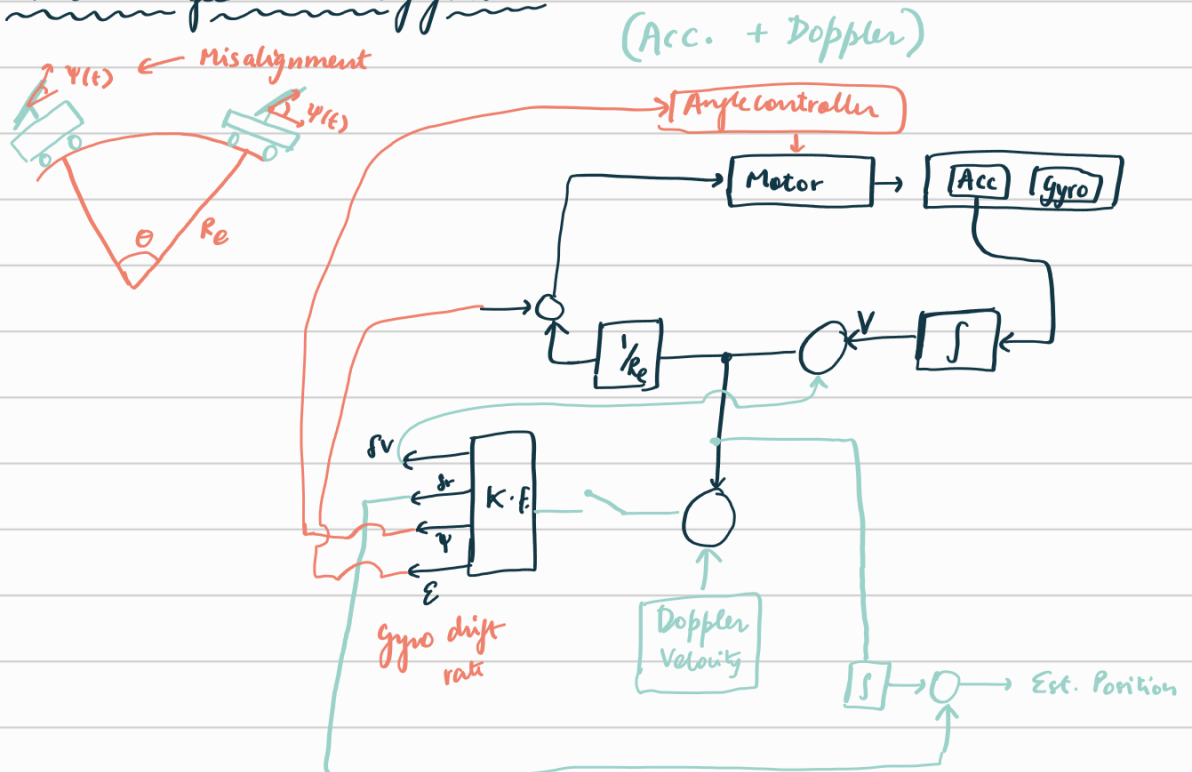 (Acc. + Doppler)
Misalignment
Ψ(t)
Ψ(t)
θ
Re
Angle controller
Motor
Acc
Gyro
V
∫
1/Re
δV
δr
Ψ
ε
K.F.
Gyro drift
rate
Doppler
Velocity
∫
Est. Position